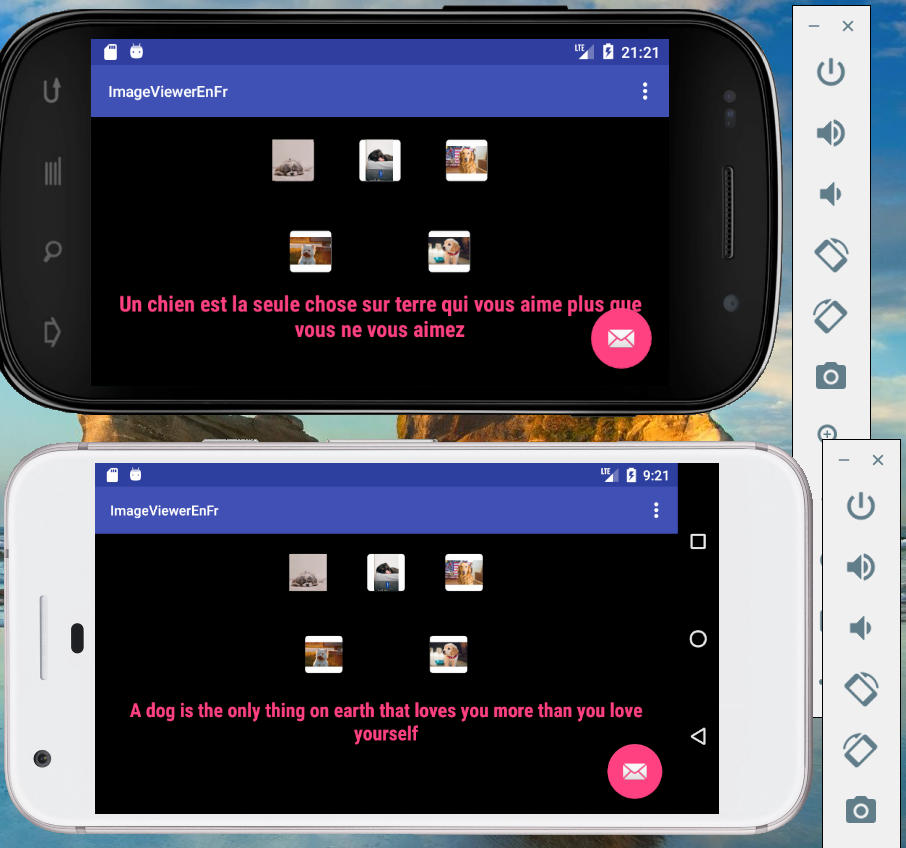 LTE 21:21
ImageViewerEnFr
Un chien est la seule chose sur terre qui vous aime plus que
vous ne vous aimez
LTE 9:21
ImageViewerEnFr
A dog is the only thing on earth that loves you more than you love
yourself